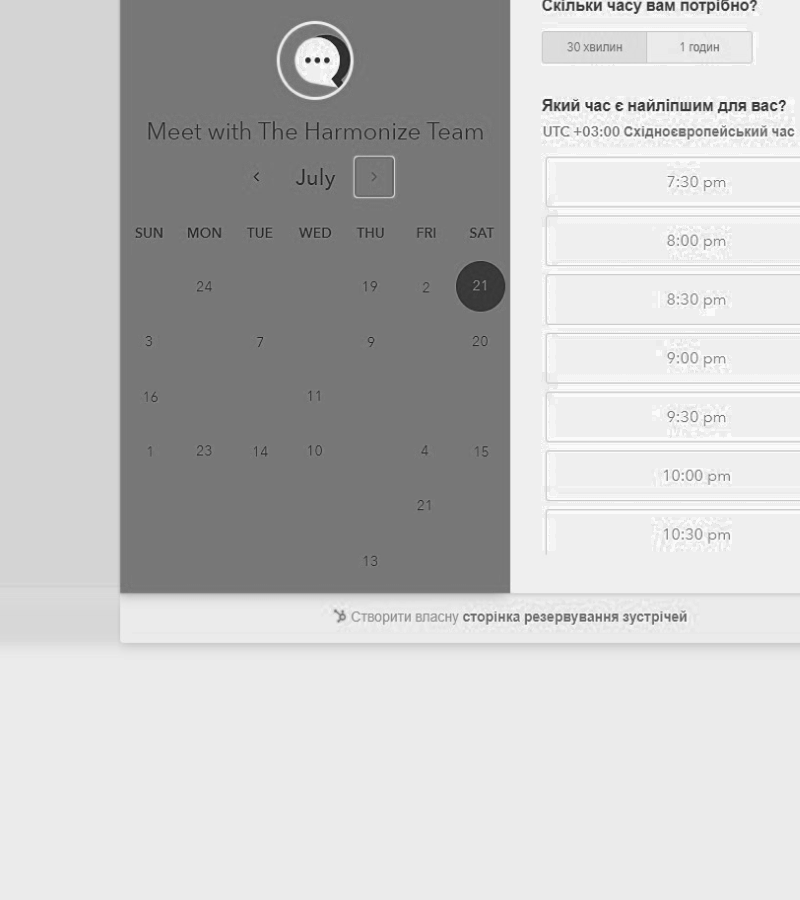 Meet with The Harmonize Team
July
SUN MON TUE WED THU FRI SAT
24 19 2 21
3 7 9 20
16 11
1 23 14 10 4 15
21
13
Скільки часу вам потрібно?
30 хвилин 1 годин
Який час є найліпшим для вас?
UTC +03:00 Східноєвропейський час
7:30 pm
8:00 pm
8:30 pm
9:00 pm
9:30 pm
10:00 pm
10:30 pm
Створити власну сторінка резервування зустрічей